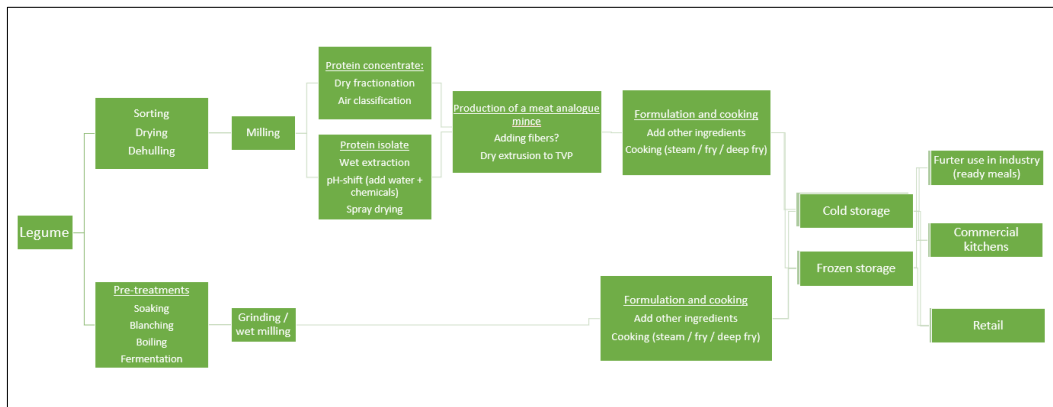 Legume
Sorting
Drying
Dehulling
Milling
Protein concentrate:
Dry fractionation
Air classification
Protein isolate
Wet extraction
pH-shift (add water +
chemicals)
Spray drying
Production of a meat analogue
mince
Adding fibers?
Dry extrusion to TVP
Formulation and cooking
Add other ingredients
Cooking (steam / fry / deep fry)
Pre-treatments
Soaking
Blanching
Boiling
Fermentation
Grinding /
wet milling
Formulation and cooking
Add other ingredients
Cooking (steam / fry / deep fry)
Cold storage
Frozen storage
Furter use in industry
(ready meals)
Commercial
kitchens
Retail